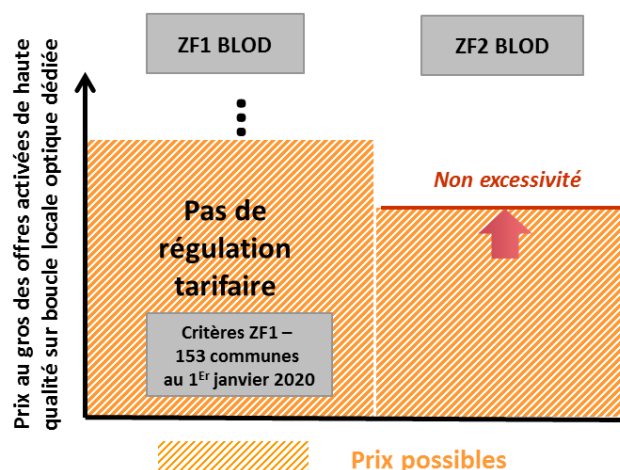 ZF1 BLOD
ZF2 BLOD
Prix au gros des offres activées de haute
qualité sur boucle locale optique dédiée
Non excessivité
Pas de
régulation
tarifaire
Critères ZF1 –
153 communes
au 1Er janvier 2020
Prix possibles